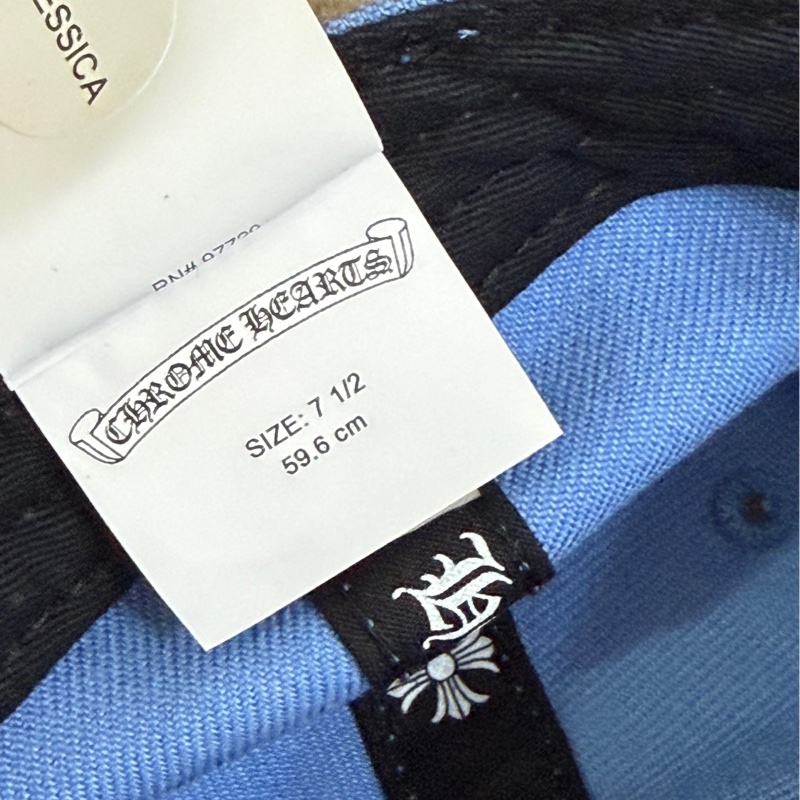 ESSICA
CHROME HEARTS
SIZE: 7 1/2
59.6 cm